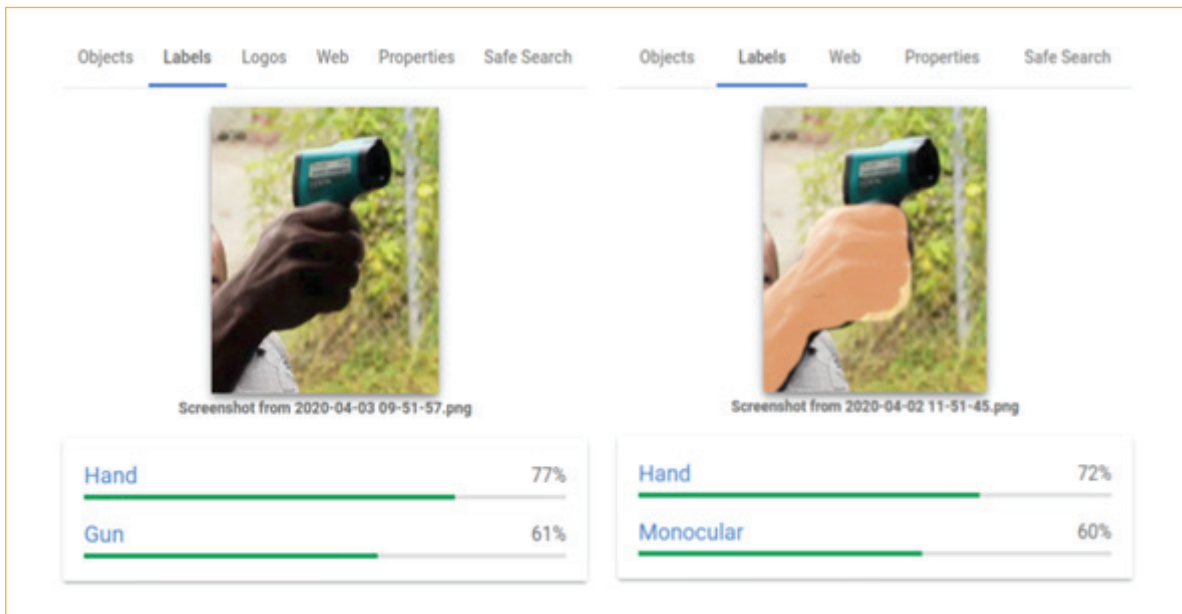 Objects Labels Logos Web Properties Safe Search
Screenshot from 2020-04-03 09-51-57.png
Hand 77%
Gun 61%
Objects Labels Web Properties Safe Search
Screenshot from 2020-04-02 11-51-45.png
Hand 72%
Monocular 60%